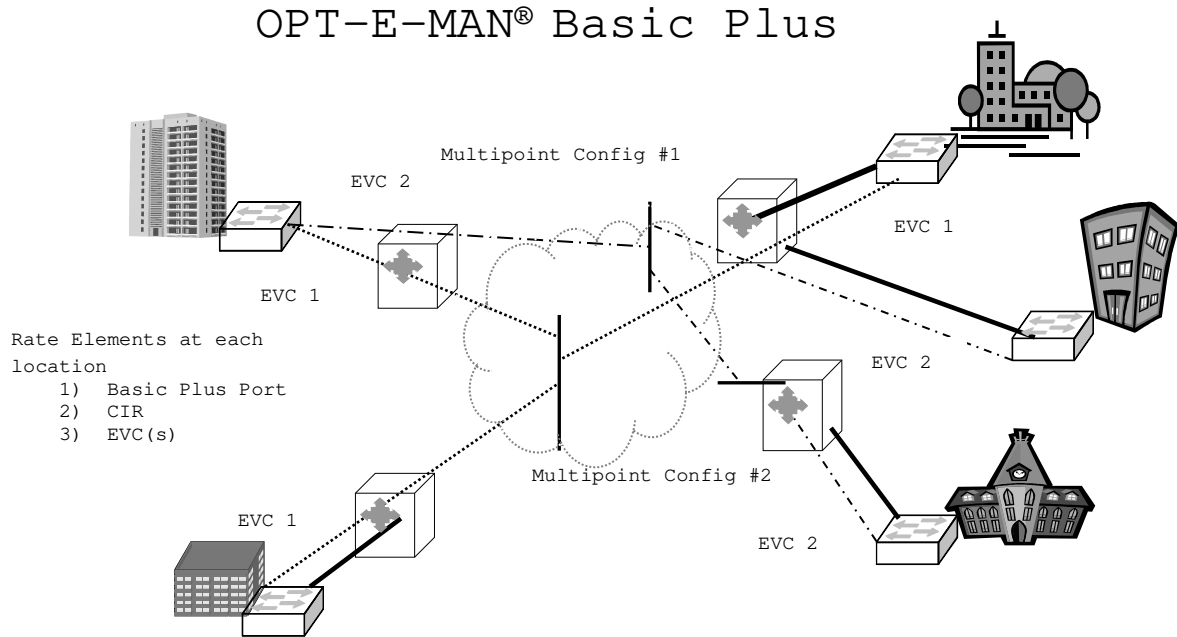 OPT-E-MAN® Basic Plus
Multipoint Config #1
EVC 2
EVC 1
EVC 1
Rate Elements at each
location
1) Basic Plus Port
2) CIR
3) EVC(s)
EVC 2
Multipoint Config #2
EVC 1
EVC 2